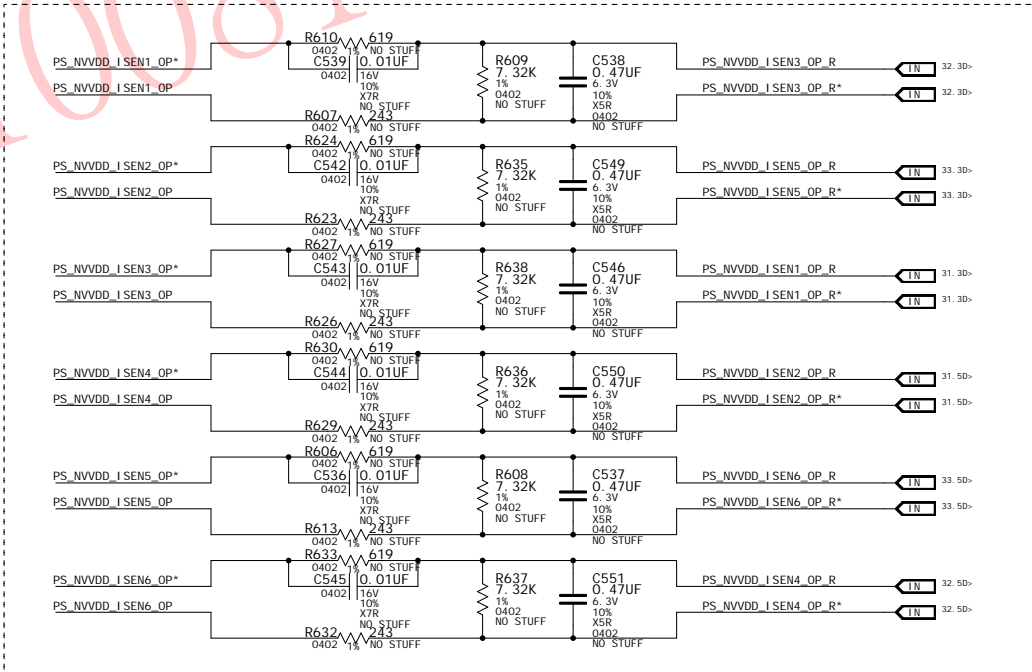 R610 619
0402 1% NO STUFF
C539 0.01UF
0402 16V
10%
X7R
NO STUFF
R607 243
0402 1% NO STUFF
PS_NVVDD_ISEN1_OP*
PS_NVVDD_ISEN1_OP
R609
7.32K
1%
0402
NO STUFF
C538
0.47UF
6.3V
10%
X5R
0402
NO STUFF
PS_NVVDD_ISEN3_OP_R
IN 32.3D>
PS_NVVDD_ISEN3_OP_R*
IN 32.3D>
R624 619
0402 1% NO STUFF
C542 0.01UF
0402 16V
10%
X7R
NO STUFF
R623 243
0402 1% NO STUFF
PS_NVVDD_ISEN2_OP*
PS_NVVDD_ISEN2_OP
R635
7.32K
1%
0402
NO STUFF
C549
0.47UF
6.3V
10%
X5R
0402
NO STUFF
PS_NVVDD_ISEN5_OP_R
IN 33.3D>
PS_NVVDD_ISEN5_OP_R*
IN 33.3D>
R627 619
0402 1% NO STUFF
C543 0.01UF
0402 16V
10%
X7R
NO STUFF
R626 243
0402 1% NO STUFF
PS_NVVDD_ISEN3_OP*
PS_NVVDD_ISEN3_OP
R638
7.32K
1%
0402
NO STUFF
C546
0.47UF
6.3V
10%
X5R
0402
NO STUFF
PS_NVVDD_ISEN1_OP_R
IN 31.3D>
PS_NVVDD_ISEN1_OP_R*
IN 31.3D>
R630 619
0402 1% NO STUFF
C544 0.01UF
0402 16V
10%
X7R
NO STUFF
R629 243
0402 1% NO STUFF
PS_NVVDD_ISEN4_OP*
PS_NVVDD_ISEN4_OP
R636
7.32K
1%
0402
NO STUFF
C550
0.47UF
6.3V
10%
X5R
0402
NO STUFF
PS_NVVDD_ISEN2_OP_R
IN 31.5D>
PS_NVVDD_ISEN2_OP_R*
IN 31.5D>
R606 619
0402 1% NO STUFF
C536 0.01UF
0402 16V
10%
X7R
NO STUFF
R613 243
0402 1% NO STUFF
PS_NVVDD_ISEN5_OP*
PS_NVVDD_ISEN5_OP
R608
7.32K
1%
0402
NO STUFF
C537
0.47UF
6.3V
10%
X5R
0402
NO STUFF
PS_NVVDD_ISEN6_OP_R
IN 33.5D>
PS_NVVDD_ISEN6_OP_R*
IN 33.5D>
R633 619
0402 1% NO STUFF
C545 0.01UF
0402 16V
10%
X7R
NO STUFF
R632 243
0402 1% NO STUFF
PS_NVVDD_ISEN6_OP*
PS_NVVDD_ISEN6_OP
R637
7.32K
1%
0402
NO STUFF
C551
0.47UF
6.3V
10%
X5R
0402
NO STUFF
PS_NVVDD_ISEN4_OP_R
IN 32.5D>
PS_NVVDD_ISEN4_OP_R*
IN 32.5D>